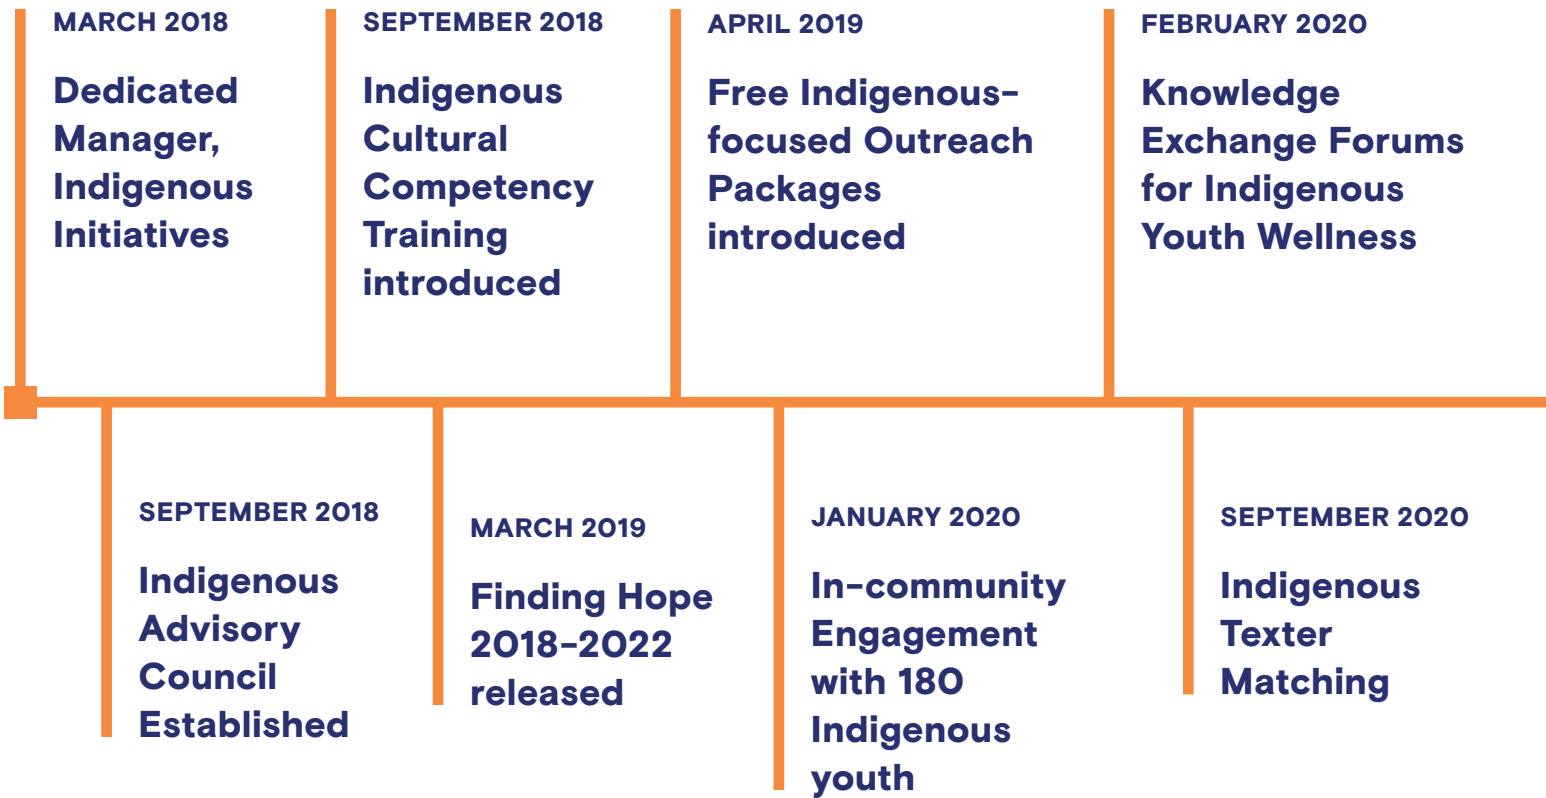 MARCH 2018
Dedicated
Manager,
Indigenous
Initiatives
SEPTEMBER 2018
Indigenous
Cultural
Competency
Training
introduced
APRIL 2019
Free Indigenous-
focused Outreach
Packages
introduced
FEBRUARY 2020
Knowledge
Exchange Forums
for Indigenous
Youth Wellness
SEPTEMBER 2018
Indigenous
Advisory
Council
Established
MARCH 2019
Finding Hope
2018-2022
released
JANUARY 2020
In-community
Engagement
with 180
Indigenous
youth
SEPTEMBER 2020
Indigenous
Texter
Matching